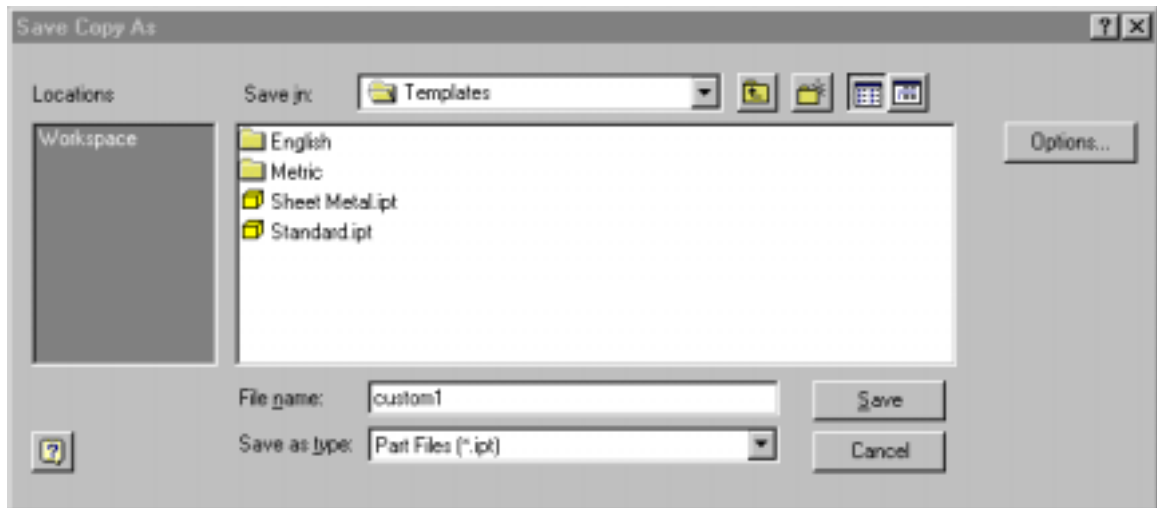 Save Copy As
Locations
Save in:
Templates
Workspace
English
Metric
Sheet Metal.ipt
Standard.ipt
Options...
File name:
custom1
Save
Save as type:
Part Files (*.ipt)
Cancel